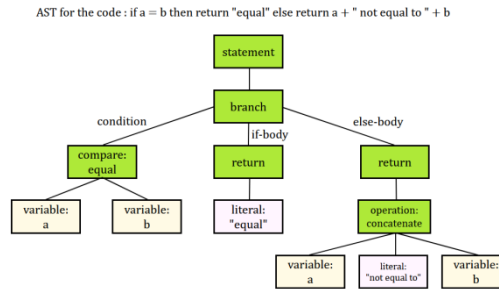 AST for the code : if a = b then return "equal" else return a + " not equal to " + b
statement
branch
condition
if-body
else-body
compare:
equal
return
return
variable:
a
variable:
b
literal:
"equal"
operation:
concatenate
variable:
a
literal:
"not equal to"
variable:
b